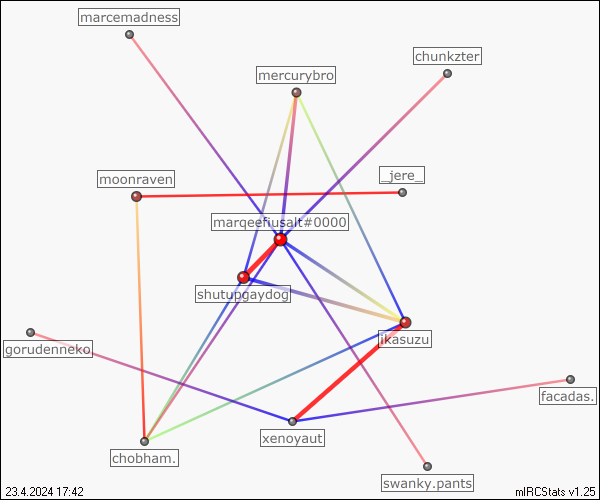 marcemadness
chunkzter
mercurybro
_jere_
moonraven
marqeefiusalt#0000
shutupgaydog
ikasuzu
gorudenneko
facadas.
xenoyaut
chobham.
swanky.pants
23.4.2024 17:42
mIRCStats v1.25